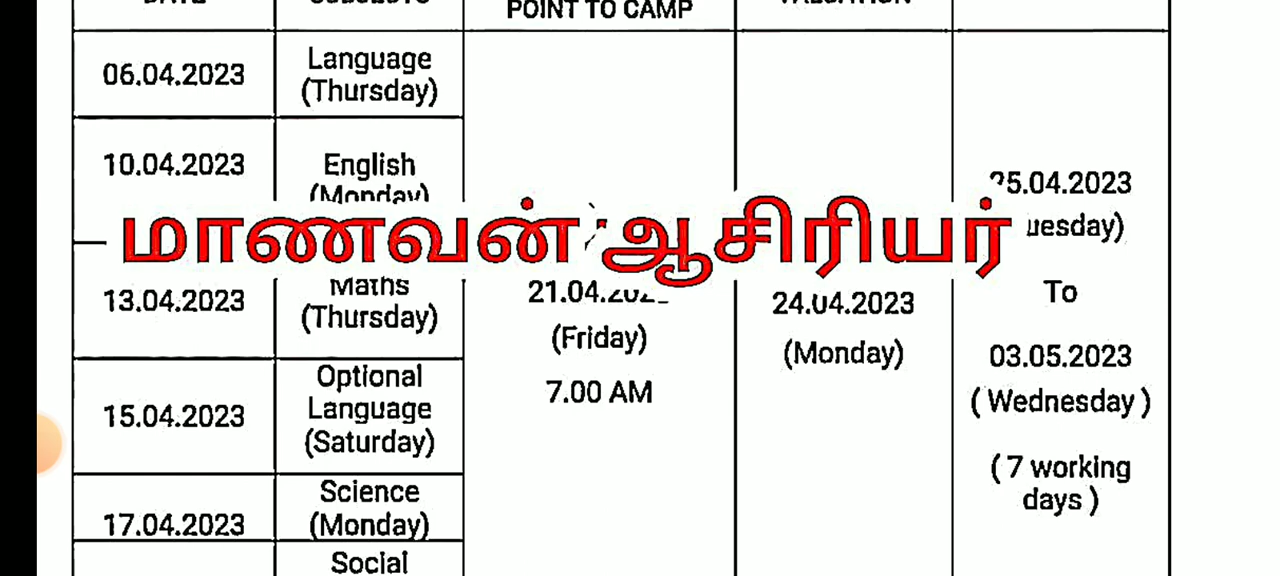 POINT TO CAMP
06.04.2023
Language
(Thursday)
10.04.2023
English
(Monday)
மாணவன் ஆசிரியர்
13.04.2023
Maths
(Thursday)
15.04.2023
Optional
Language
(Saturday)
17.04.2023
Science
(Monday)
Social
(Friday)
7.00 AM
24.04.2023
(Monday)
To
03.05.2023
( Wednesday )
( 7 working
days )